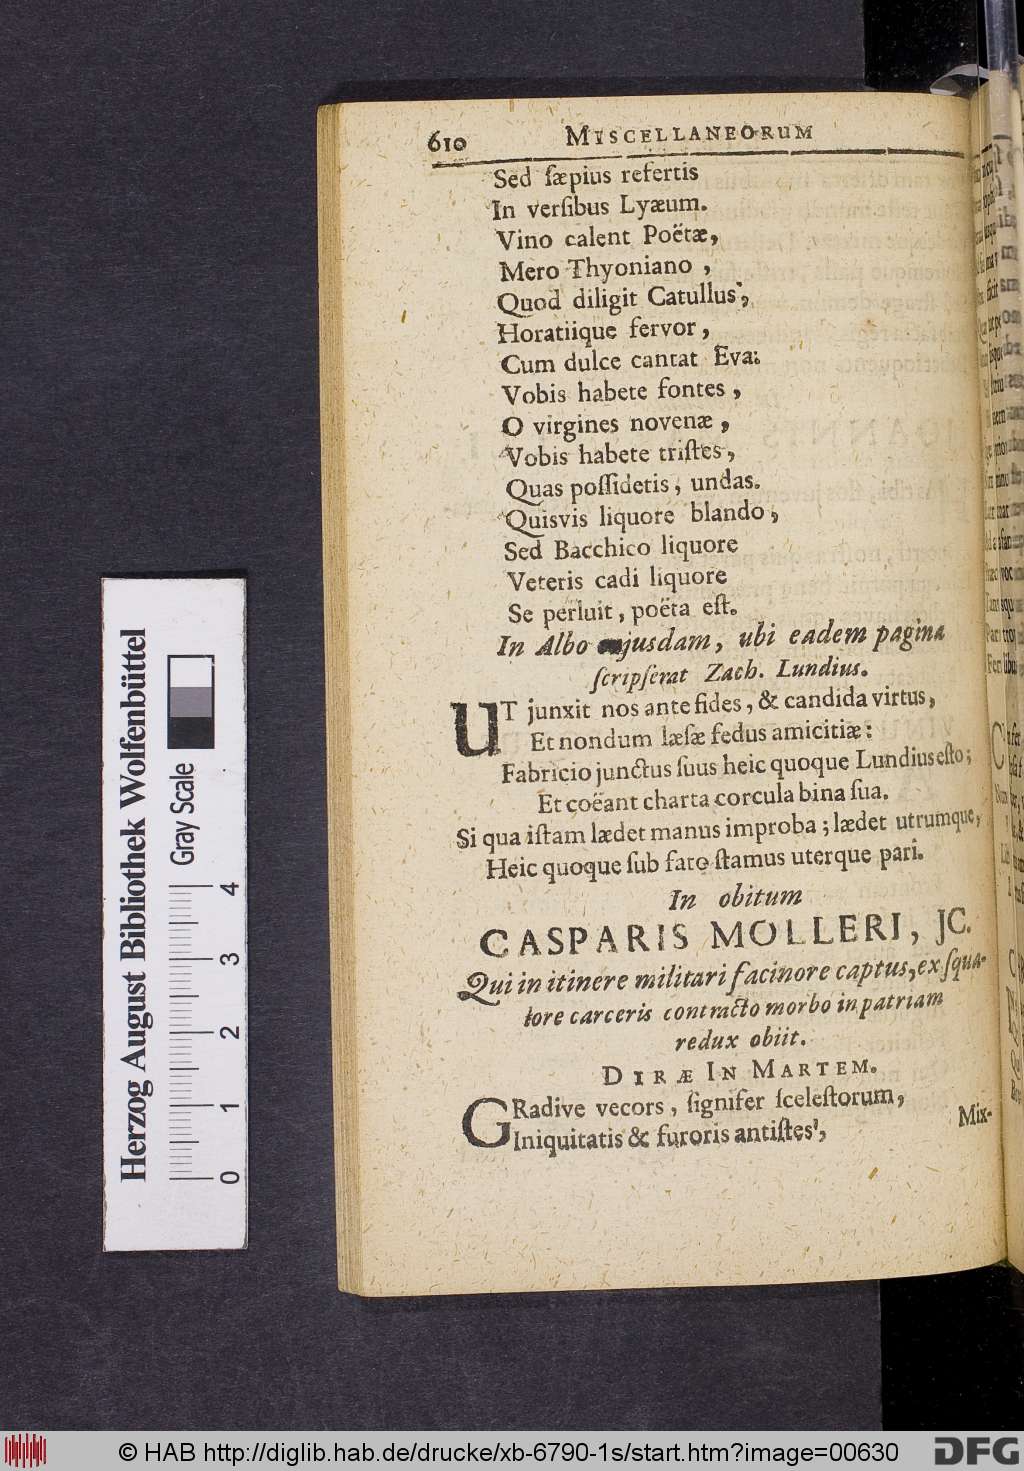 610 MISCELLANEORUM
Sed ſæpius refertis
In verſibus Lyæum.
Vino calent Poëtæ,
Mero Thyoniano ,
Quod diligit Catullus,
Horatiique fervor ,
Cum dulce cantat Eva:
Vobis habete fontes ,
O virgines novenæ ,
Vobis habete triſtes ,
Quas poſſidetis , undas.
Quisvis liquore blando ,
Sed Bacchico liquore
Veteris cadi liquore
Se perluit , poëta eſt.
In Albo cujusdam, ubi eadem pagina
ſcripſerat Zach. Lundius.
UT junxit nos ante fides , & candida virtus ,
Et nondum læſæ fedus amicitiæ :
Fabricio junctus ſuus heic quoque Lundius eſto ;
Et coëant charta corcula bina ſua.
Si qua iſtam lædet manus improba ; lædet utrumque ,
Heic quoque ſub fato ſtamus uterque pari.
In obitum
CASPARIS MOLLERI, JC.
Qui in itinere militari facinore captus, ex ſqua-
lore carceris contracto morbo in patriam
redux obiit.
DIRÆ IN MARTEM.
GRadive vecors , ſignifer ſceleſtorum ,
Iniquitatis & furoris antiſtes ,
Mix-
Herzog August Bibliothek Wolfenbüttel
Gray Scale
0 1 2 3 4
© HAB http://diglib.hab.de/drucke/xb-6790-1s/start.htm?image=00630
DFG